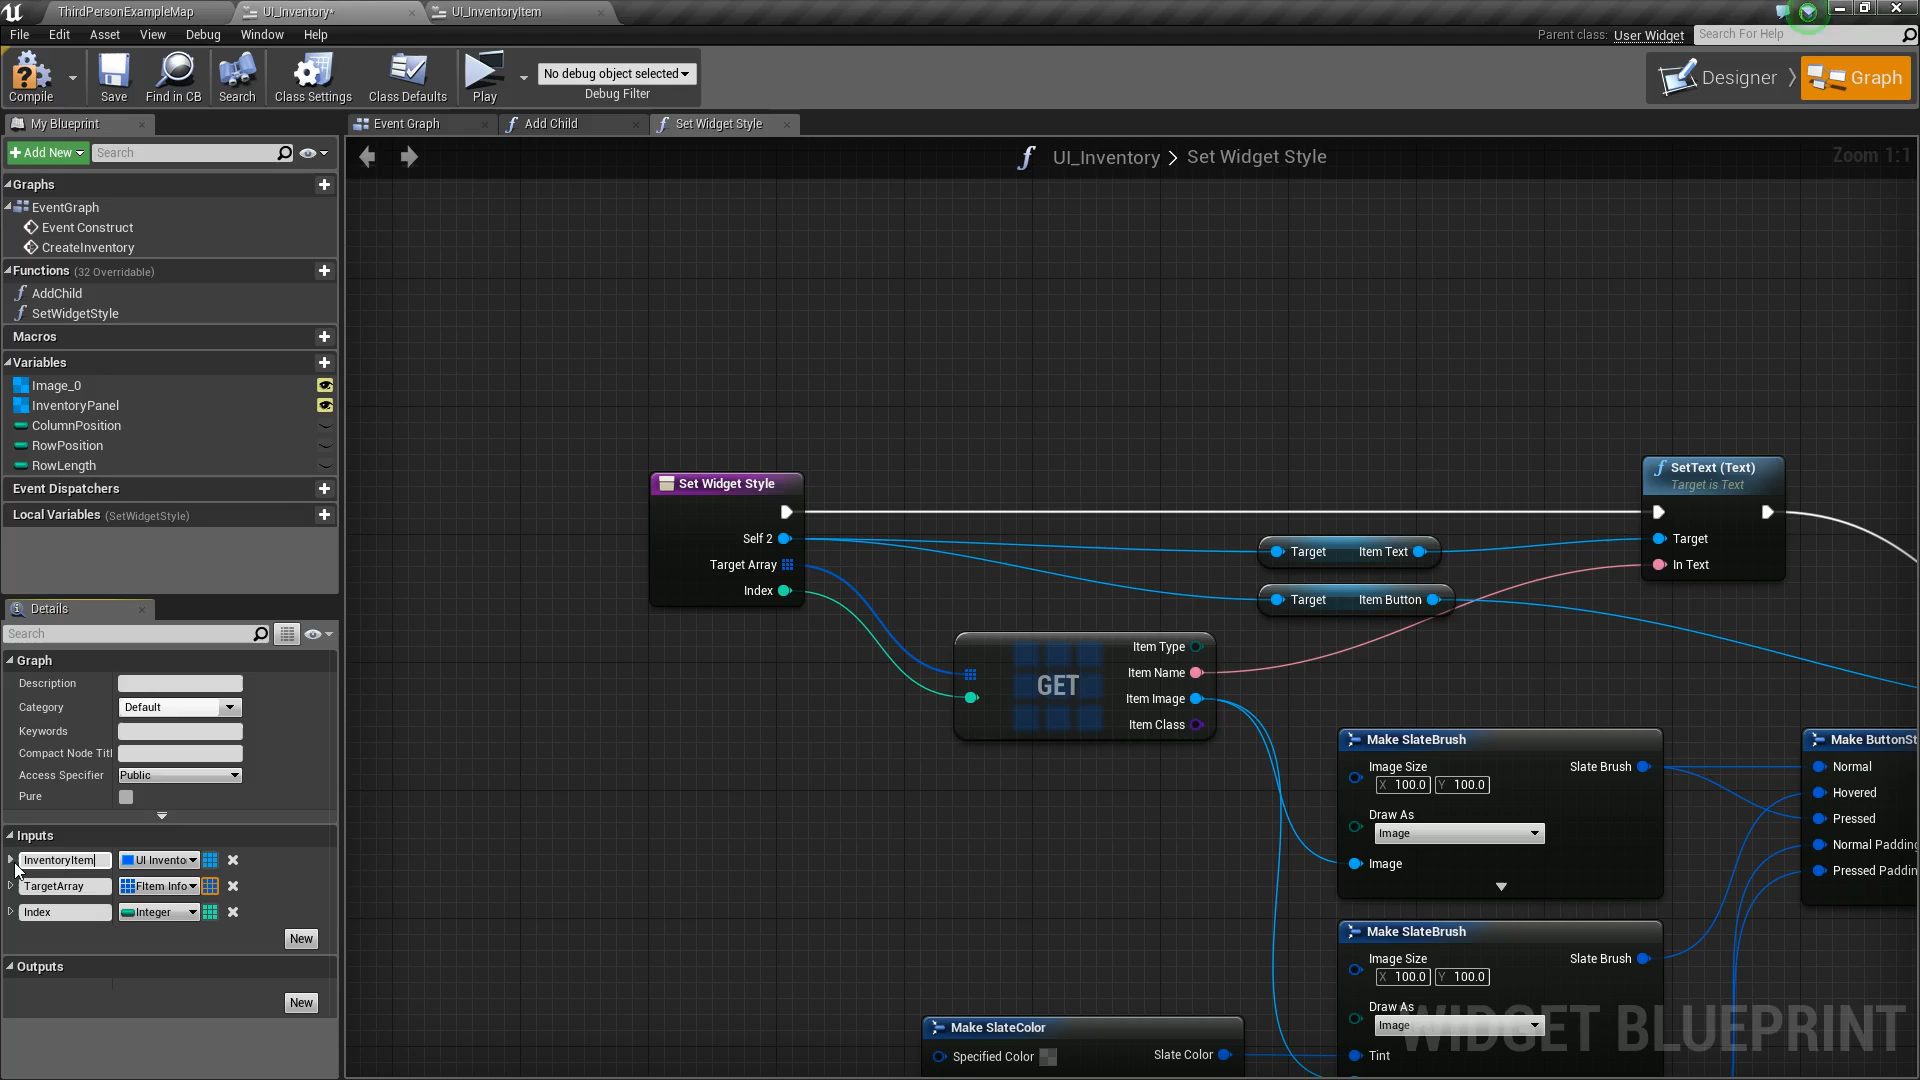 ThirdPersonExampleMap
UI_Inventory*
UI_InventoryItem
File Edit Asset View Debug Window Help
Parent class: User Widget
Search For Help
Compile
Save
Find in CB
Search
Class Settings
Class Defaults
Play
No debug object selected
Debug Filter
Designer
Graph
My Blueprint
Event Graph
Add Child
Set Widget Style
Add New
Search
UI_Inventory > Set Widget Style
Zoom 1:1
Graphs
EventGraph
Event Construct
CreateInventory
Functions (32 Overridable)
AddChild
SetWidgetStyle
Macros
Variables
Image_0
InventoryPanel
ColumnPosition
RowPosition
RowLength
Event Dispatchers
Local Variables (SetWidgetStyle)
Details
Search
Graph
Description
Category Default
Keywords
Compact Node Titl
Access Specifier Public
Pure
Inputs
InventoryItem UI Invento
TargetArray FItem Info
Index Integer
New
Outputs
New
Set Widget Style
Self 2
Target Array
Index
Target Item Text
Target Item Button
SetText (Text)
Target is Text
Target
In Text
GET
Item Type
Item Name
Item Image
Item Class
Make SlateBrush
Image Size
X 100.0 Y 100.0
Slate Brush
Draw As
Image
Image
Make SlateBrush
Image Size
X 100.0 Y 100.0
Slate Brush
Draw As
Image
Tint
Make ButtonSt
Normal
Hovered
Pressed
Normal Padding
Pressed Paddin
Make SlateColor
Specified Color
Slate Color
WIDGET BLUEPRINT